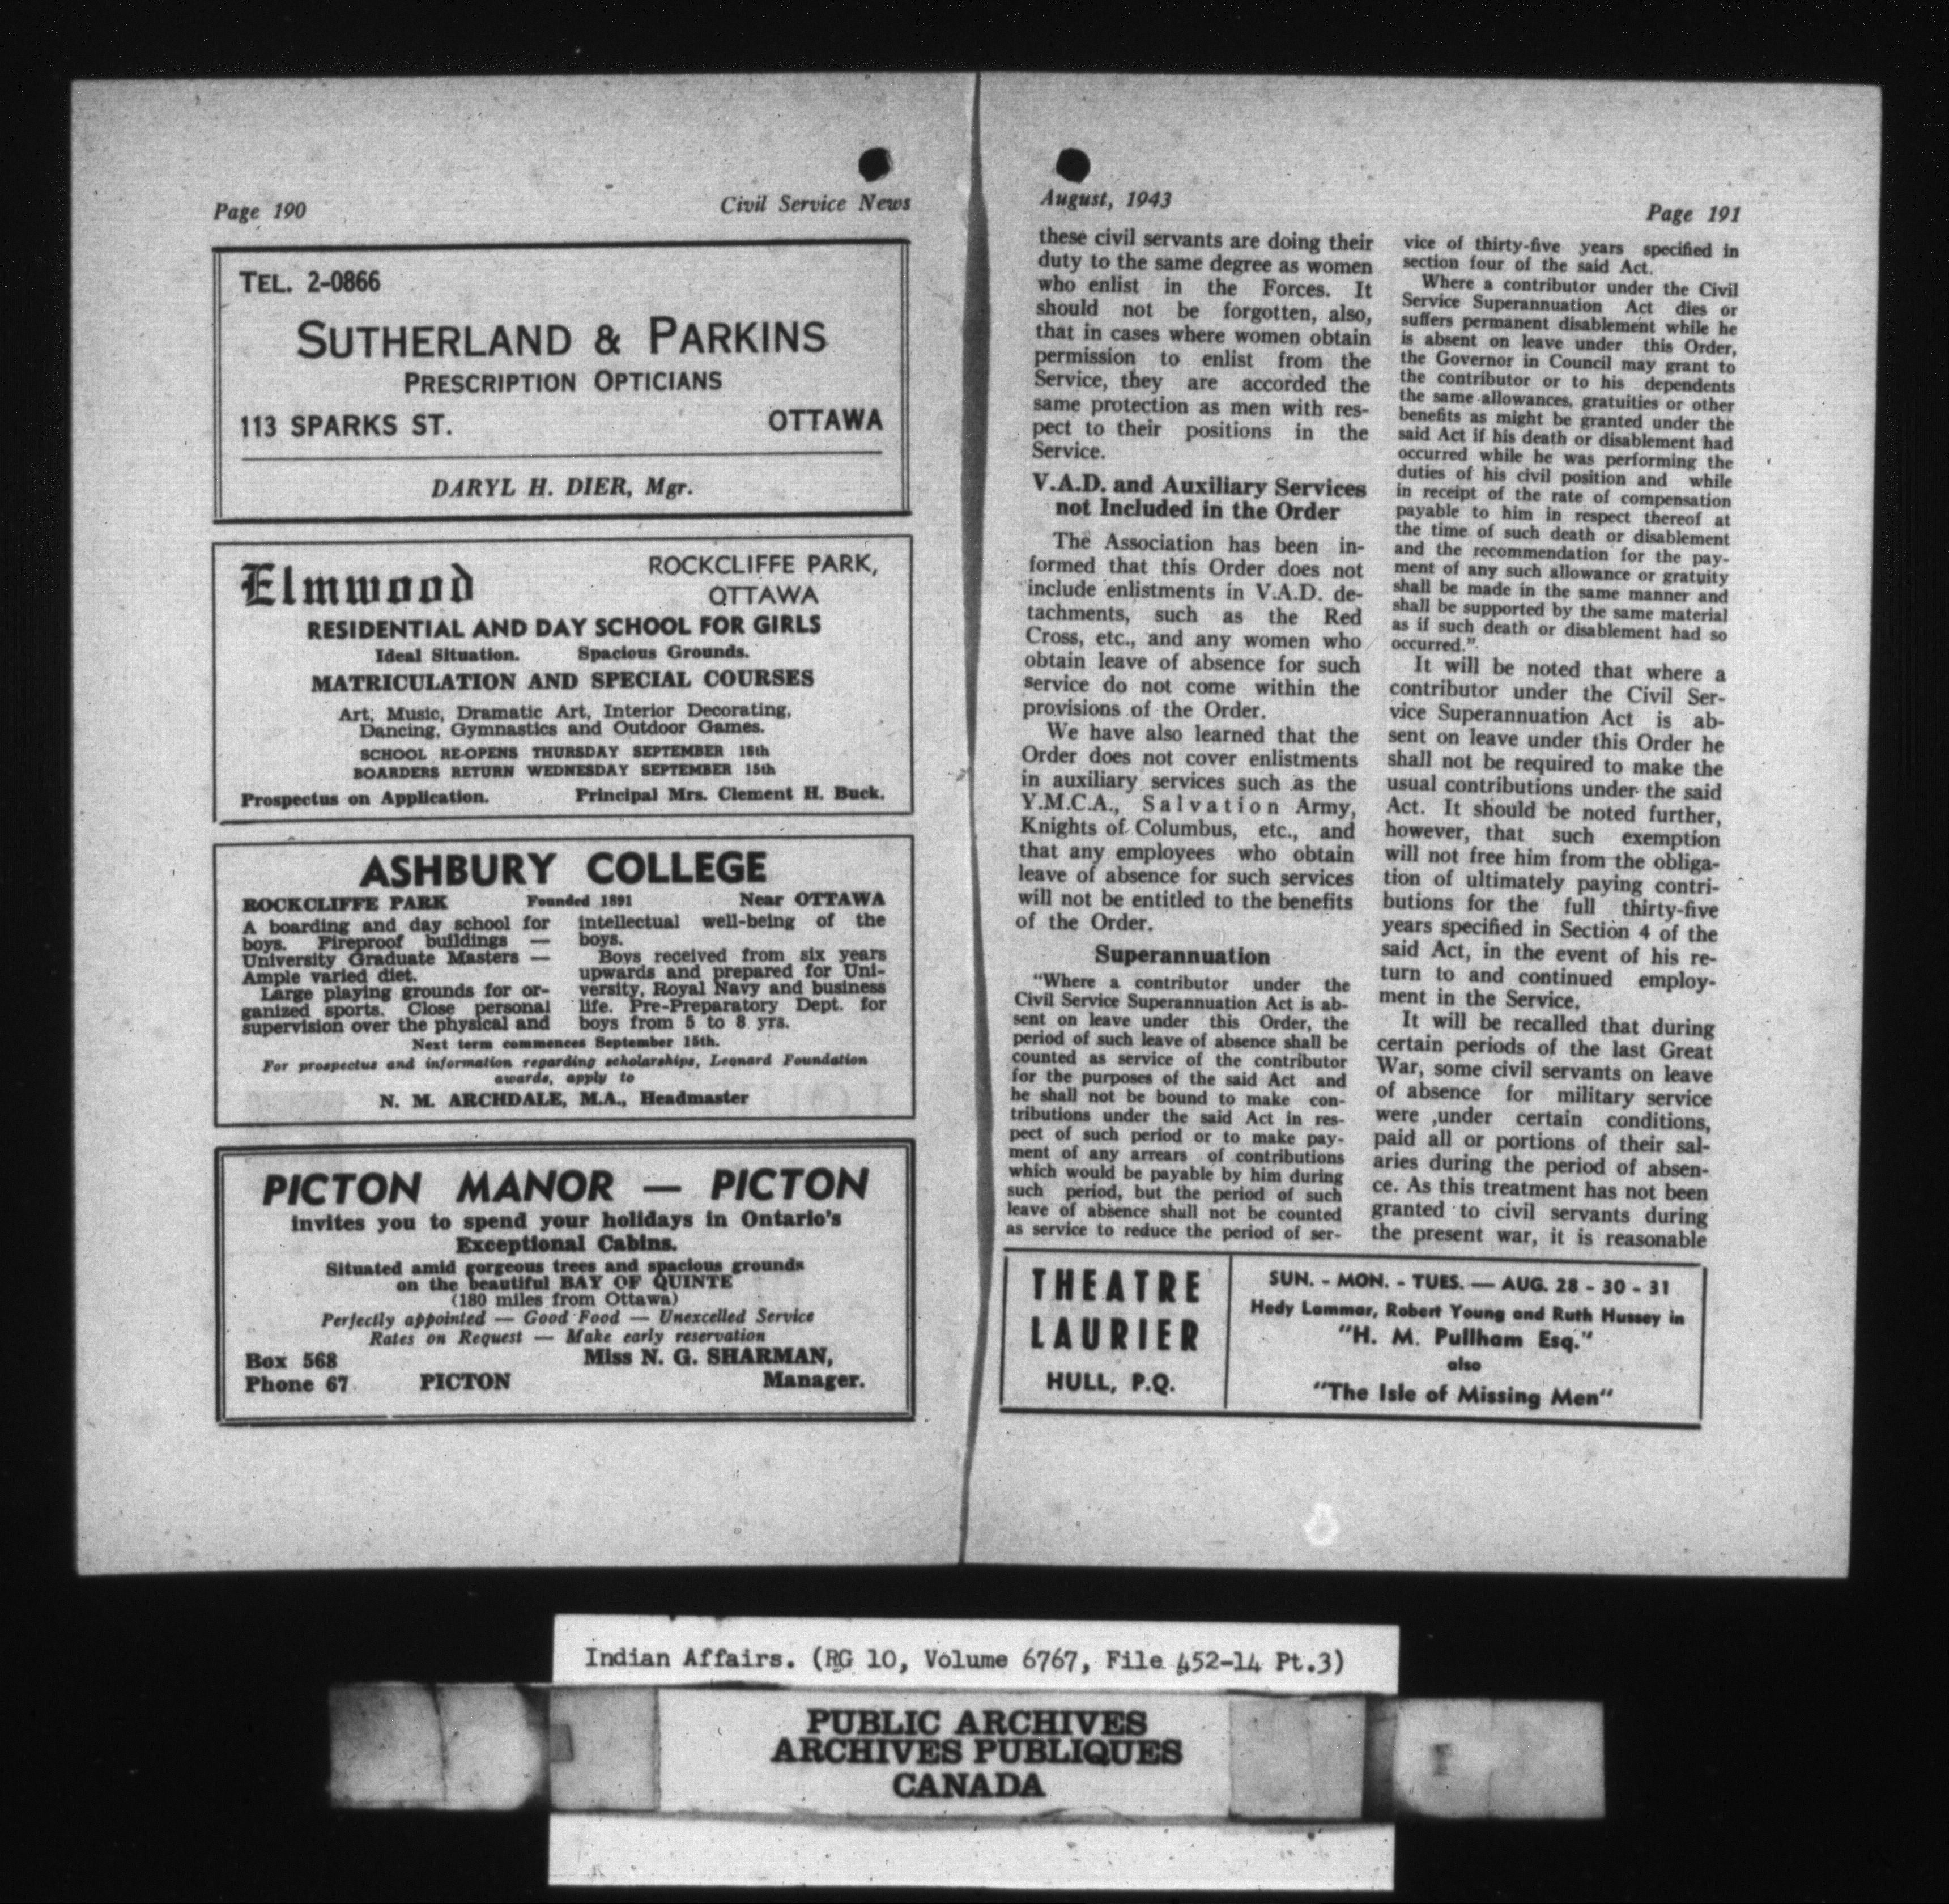 Page 190
Civil Service News
TEL. 2-0866
SUTHERLAND & PARKINS
PRESCRIPTION OPTICIANS
113 SPARKS ST. OTTAWA
DARYL H. DIER, Mgr.
Elmwood
ROCKCLIFFE PARK,
OTTAWA
RESIDENTIAL AND DAY SCHOOL FOR GIRLS
Ideal Situation. Spacious Grounds.
MATRICULATION AND SPECIAL COURSES
Art, Music, Dramatic Art, Interior Decorating,
Dancing, Gymnastics and Outdoor Games.
SCHOOL RE-OPENS THURSDAY SEPTEMBER 16th
BOARDERS RETURN WEDNESDAY SEPTEMBER 15th
Prospectus on Application. Principal Mrs. Clement H. Buck.
ASHBURY COLLEGE
ROCKCLIFFE PARK Founded 1891 Near OTTAWA
A boarding and day school for
boys. Fireproof buildings —
University Graduate Masters —
Ample varied diet.
Large playing grounds for or-
ganized sports. Close personal
supervision over the physical and
intellectual well-being of the
boys.
Boys received from six years
upwards and prepared for Uni-
versity, Royal Navy and business
life. Pre-Preparatory Dept. for
boys from 5 to 8 yrs.
Next term commences September 15th.
For prospectus and information regarding scholarships, Leonard Foundation
awards, apply to
N. M. ARCHDALE, M.A., Headmaster
PICTON MANOR — PICTON
invites you to spend your holidays in Ontario's
Exceptional Cabins.
Situated amid gorgeous trees and spacious grounds
on the beautiful BAY OF QUINTE
(180 miles from Ottawa)
Perfectly appointed — Good Food — Unexcelled Service
Rates on Request — Make early reservation
Box 568 Miss N. G. SHARMAN,
Phone 67 PICTON Manager.
August, 1943
Page 191
these civil servants are doing their
duty to the same degree as women
who enlist in the Forces. It
should not be forgotten, also,
that in cases where women obtain
permission to enlist from the
Service, they are accorded the
same protection as men with res-
pect to their positions in the
Service.
V.A.D. and Auxiliary Services
not Included in the Order
The Association has been in-
formed that this Order does not
include enlistments in V.A.D. de-
tachments, such as the Red
Cross, etc., and any women who
obtain leave of absence for such
service do not come within the
provisions of the Order.
We have also learned that the
Order does not cover enlistments
in auxiliary services such as the
Y.M.C.A., Salvation Army,
Knights of Columbus, etc., and
that any employees who obtain
leave of absence for such services
will not be entitled to the benefits
of the Order.
Superannuation
"Where a contributor under the
Civil Service Superannuation Act is ab-
sent on leave under this Order, the
period of such leave of absence shall be
counted as service of the contributor
for the purposes of the said Act and
he shall not be bound to make con-
tributions under the said Act in res-
pect of such period or to make pay-
ment of any arrears of contributions
which would be payable by him during
such period, but the period of such
leave of absence shall not be counted
as service to reduce the period of ser-
vice of thirty-five years specified in
section four of the said Act.
Where a contributor under the Civil
Service Superannuation Act dies or
suffers permanent disablement while he
is absent on leave under this Order,
the Governor in Council may grant to
the contributor or to his dependents
the same allowances, gratuities or other
benefits as might be granted under the
said Act if his death or disablement had
occurred while he was performing the
duties of his civil position and while
in receipt of the rate of compensation
payable to him in respect thereof at
the time of such death or disablement
and the recommendation for the pay-
ment of any such allowance or gratuity
shall be made in the same manner and
shall be supported by the same material
as if such death or disablement had so
occurred."
It will be noted that where a
contributor under the Civil Ser-
vice Superannuation Act is ab-
sent on leave under this Order he
shall not be required to make the
usual contributions under the said
Act. It should be noted further,
however, that such exemption
will not free him from the obliga-
tion of ultimately paying contri-
butions for the full thirty-five
years specified in Section 4 of the
said Act, in the event of his re-
turn to and continued employ-
ment in the Service.
It will be recalled that during
certain periods of the last Great
War, some civil servants on leave
of absence for military service
were ,under certain conditions,
paid all or portions of their sal-
aries during the period of absen-
ce. As this treatment has not been
granted to civil servants during
the present war, it is reasonable
THEATRE
LAURIER
HULL, P.Q.
SUN. - MON. - TUES. — AUG. 28 - 30 - 31
Hedy Lammar, Robert Young and Ruth Hussey in
"H. M. Pullham Esq."
also
"The Isle of Missing Men"
Indian Affairs. (RG 10, Volume 6767, File 452-14 Pt.3)
PUBLIC ARCHIVES
ARCHIVES PUBLIQUES
CANADA